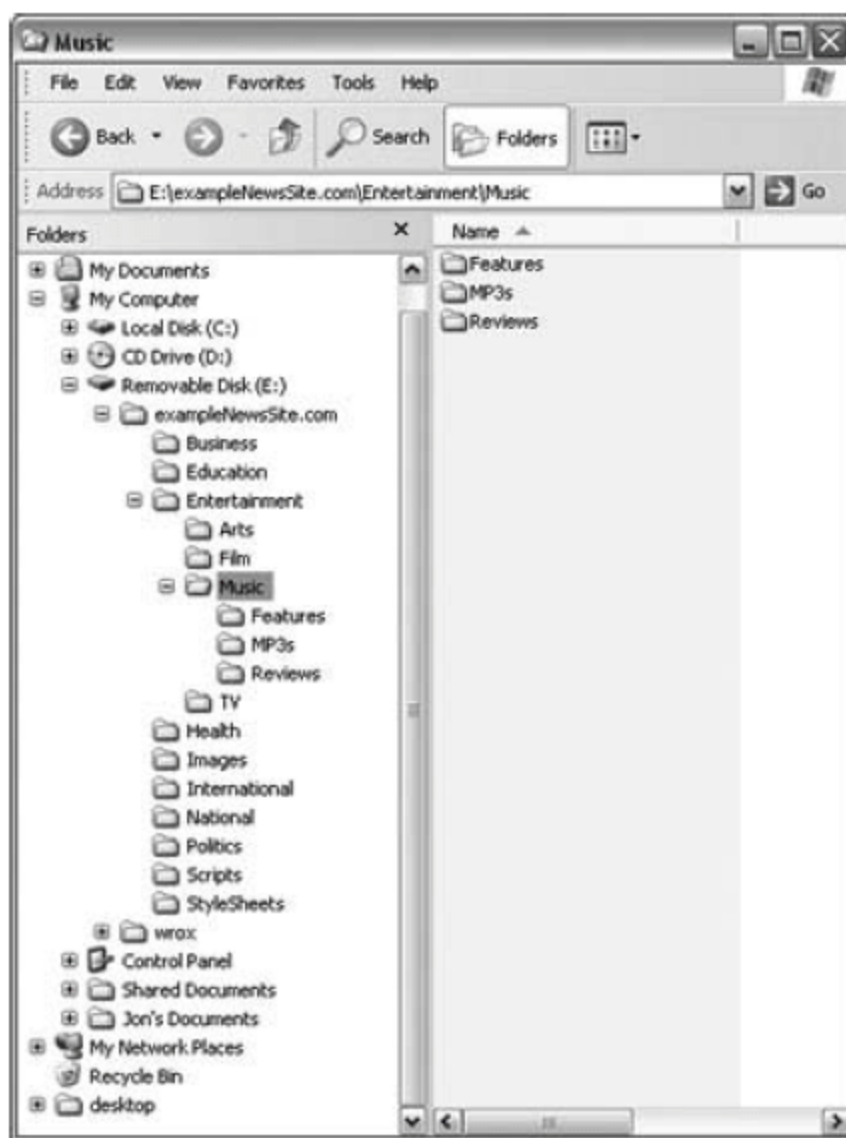 Music
File Edit View Favorites Tools Help
Back Search Folders
Address E:\exampleNewsSite.com\Entertainment\Music Go
Folders
My Documents
My Computer
Local Disk (C:)
CD Drive (D:)
Removable Disk (E:)
exampleNewsSite.com
Business
Education
Entertainment
Arts
Film
Music
Features
MP3s
Reviews
TV
Health
Images
International
National
Politics
Scripts
StyleSheets
wrox
Control Panel
Shared Documents
Jon's Documents
My Network Places
Recycle Bin
desktop
Name
Features
MP3s
Reviews